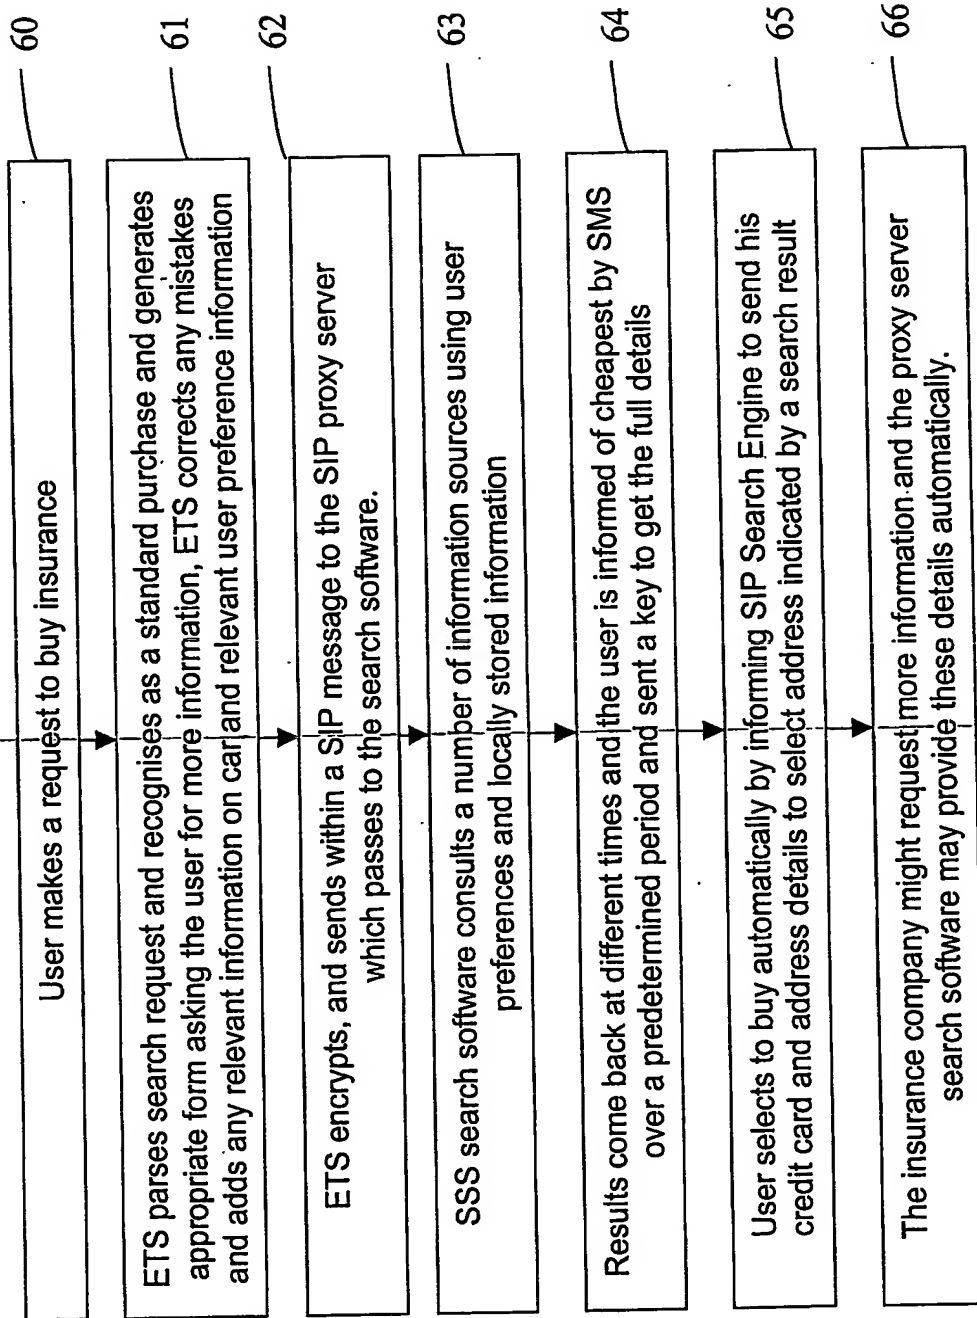 User makes a request to buy insurance
60
ETS parses search request and recognises as a standard purchase and generates
appropriate form asking the user for more information, ETS corrects any mistakes
and adds any relevant information on car and relevant user preference information
61
ETS encrypts, and sends within a SIP message to the SIP proxy server
which passes to the search software.
62
SSS search software consults a number of information sources using user
preferences and locally stored information
63
Results come back at different times and the user is informed of cheapest by SMS
over a predetermined period and sent a key to get the full details
64
User selects to buy automatically by informing SIP Search Engine to send his
credit card and address details to select address indicated by a search result
65
The insurance company might request more information and the proxy server
search software may provide these details automatically.
66